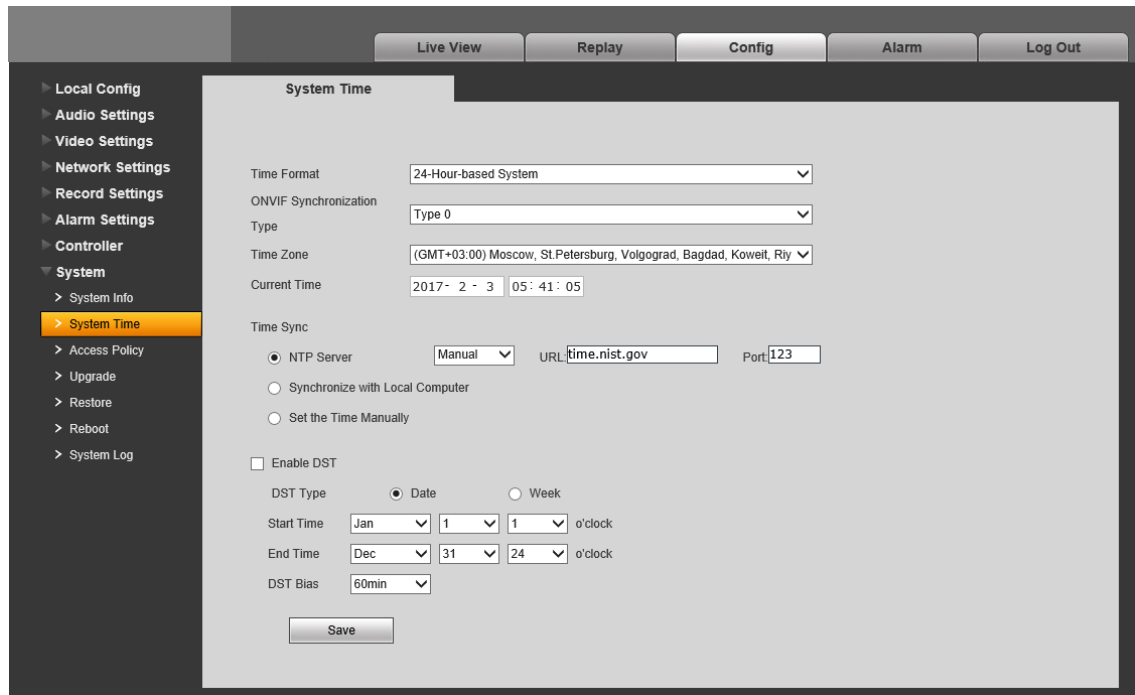 Live View Replay Config Alarm Log Out
Local Config
Audio Settings
Video Settings
Network Settings
Record Settings
Alarm Settings
Controller
System
> System Info
> System Time
> Access Policy
> Upgrade
> Restore
> Reboot
> System Log
System Time
Time Format 24-Hour-based System
ONVIF Synchronization
Type Type 0
Time Zone (GMT+03:00) Moscow, St.Petersburg, Volgograd, Bagdad, Koweit, Riy
Current Time 2017- 2 - 3 05: 41: 05
Time Sync
NTP Server Manual URL:time.nist.gov Port:123
Synchronize with Local Computer
Set the Time Manually
Enable DST
DST Type Date Week
Start Time Jan 1 1 o'clock
End Time Dec 31 24 o'clock
DST Bias 60min
Save